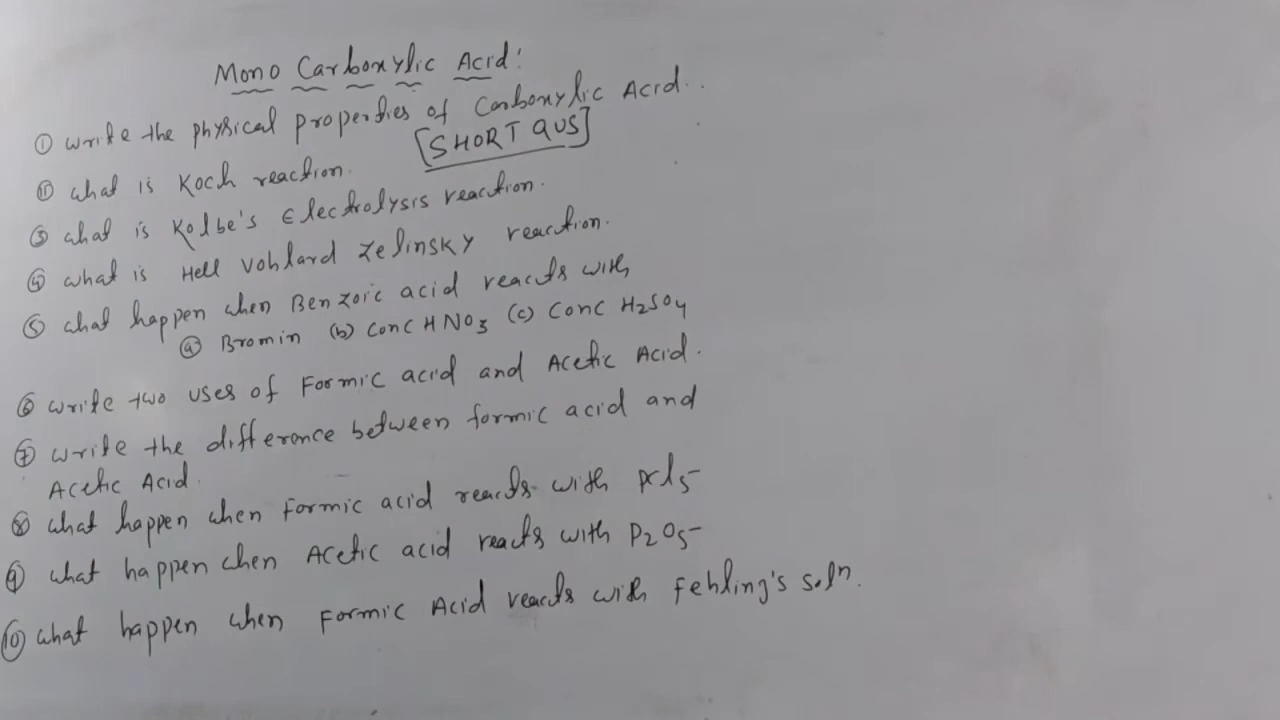 Mono Carboxylic Acid:
① write the physical properties of Carboxylic Acid..
[SHORT QUS]
⑪ what is Koch reaction.
③ what is Kolbe's Electrolysis reaction.
④ what is Hell Vohlard Zelinsky reaction.
⑤ what happen when Benzoic acid reacts with
ⓐ Bromin (b) Conc HNO3 (c) Conc H2SO4
⑥ write two uses of Formic acid and Acetic Acid.
⑦ write the difference between formic acid and
Acetic Acid.
⑧ what happen when Formic acid reacts with PCl5-
⑨ what happen when Acetic acid reacts with P2O5-
⑩ what happen when Formic Acid reacts with Fehling's soln.